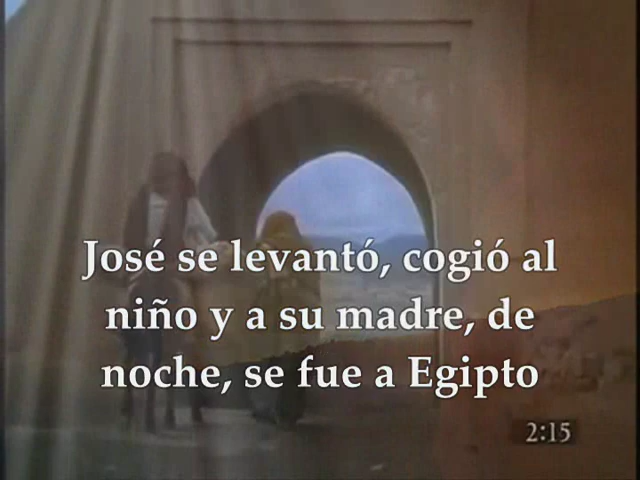 José se levantó, cogió al
niño y a su madre, de
noche, se fue a Egipto
2:15